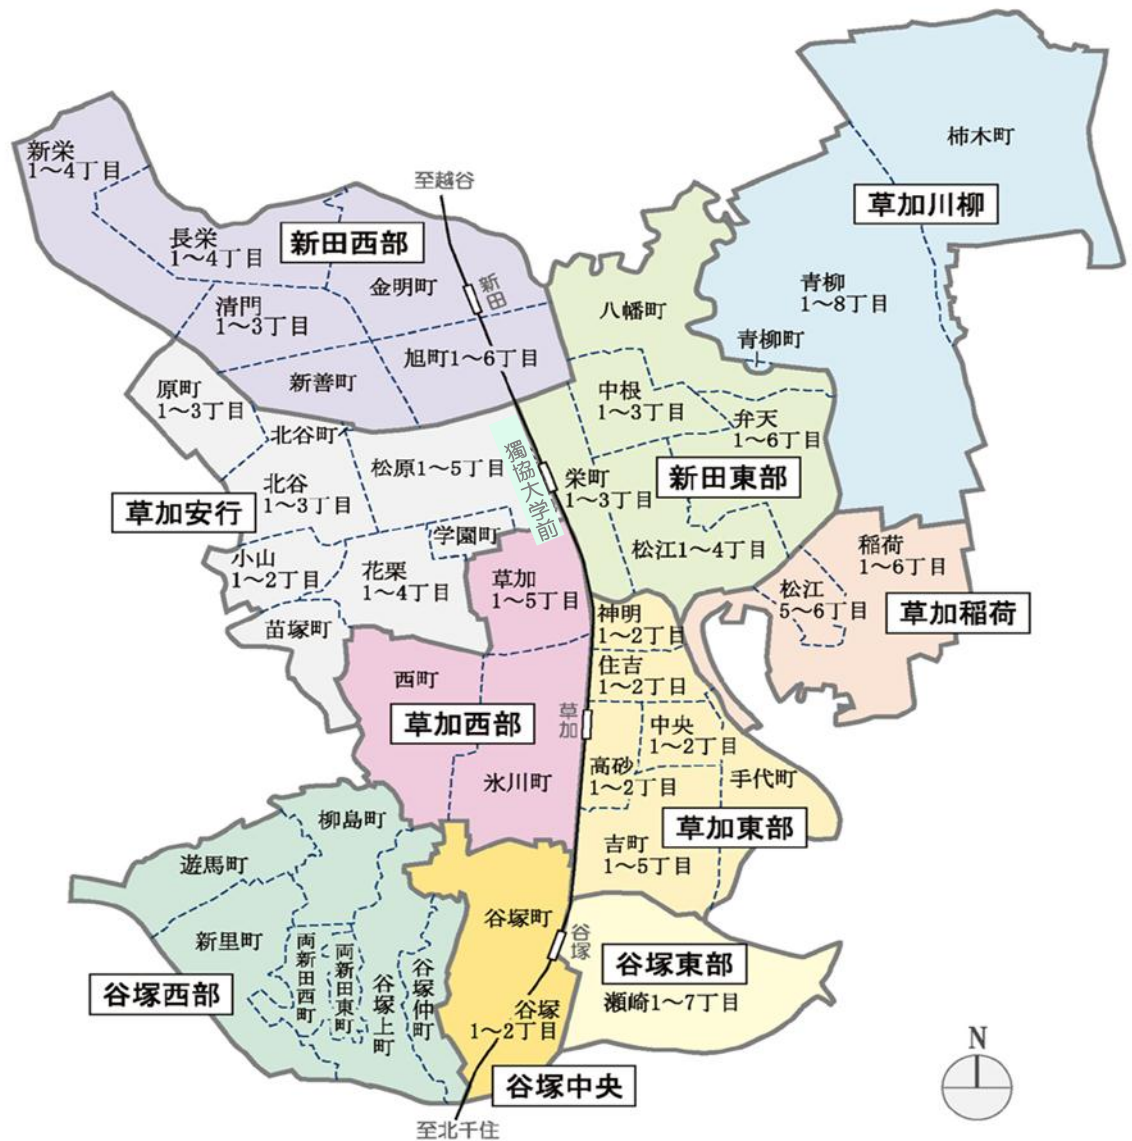 新栄
1〜4丁目
柿木町
至越谷
草加川柳
長栄
1〜4丁目
新田西部
金明町
新田
青柳
1〜8丁目
清門
1〜3丁目
八幡町
青柳町
旭町1〜6丁目
新善町
原町
1〜3丁目
中根
1〜3丁目
弁天
1〜6丁目
北谷町
松原1〜5丁目
獨協大学前
栄町
1〜3丁目
新田東部
北谷
1〜3丁目
草加安行
学園町
松江1〜4丁目
稲荷
1〜6丁目
小山
1〜2丁目
花栗
1〜4丁目
草加
1〜5丁目
松江
5〜6丁目
草加稲荷
神明
1〜2丁目
苗塚町
住吉
1〜2丁目
西町
草加西部
草加
中央
1〜2丁目
高砂
1〜2丁目
手代町
氷川町
柳島町
草加東部
吉町
1〜5丁目
遊馬町
谷塚町
新里町
両新田西町
両新田東町
谷塚上町
谷塚仲町
谷塚
谷塚東部
谷塚西部
瀬崎1〜7丁目
谷塚
1〜2丁目
谷塚中央
至北千住
N